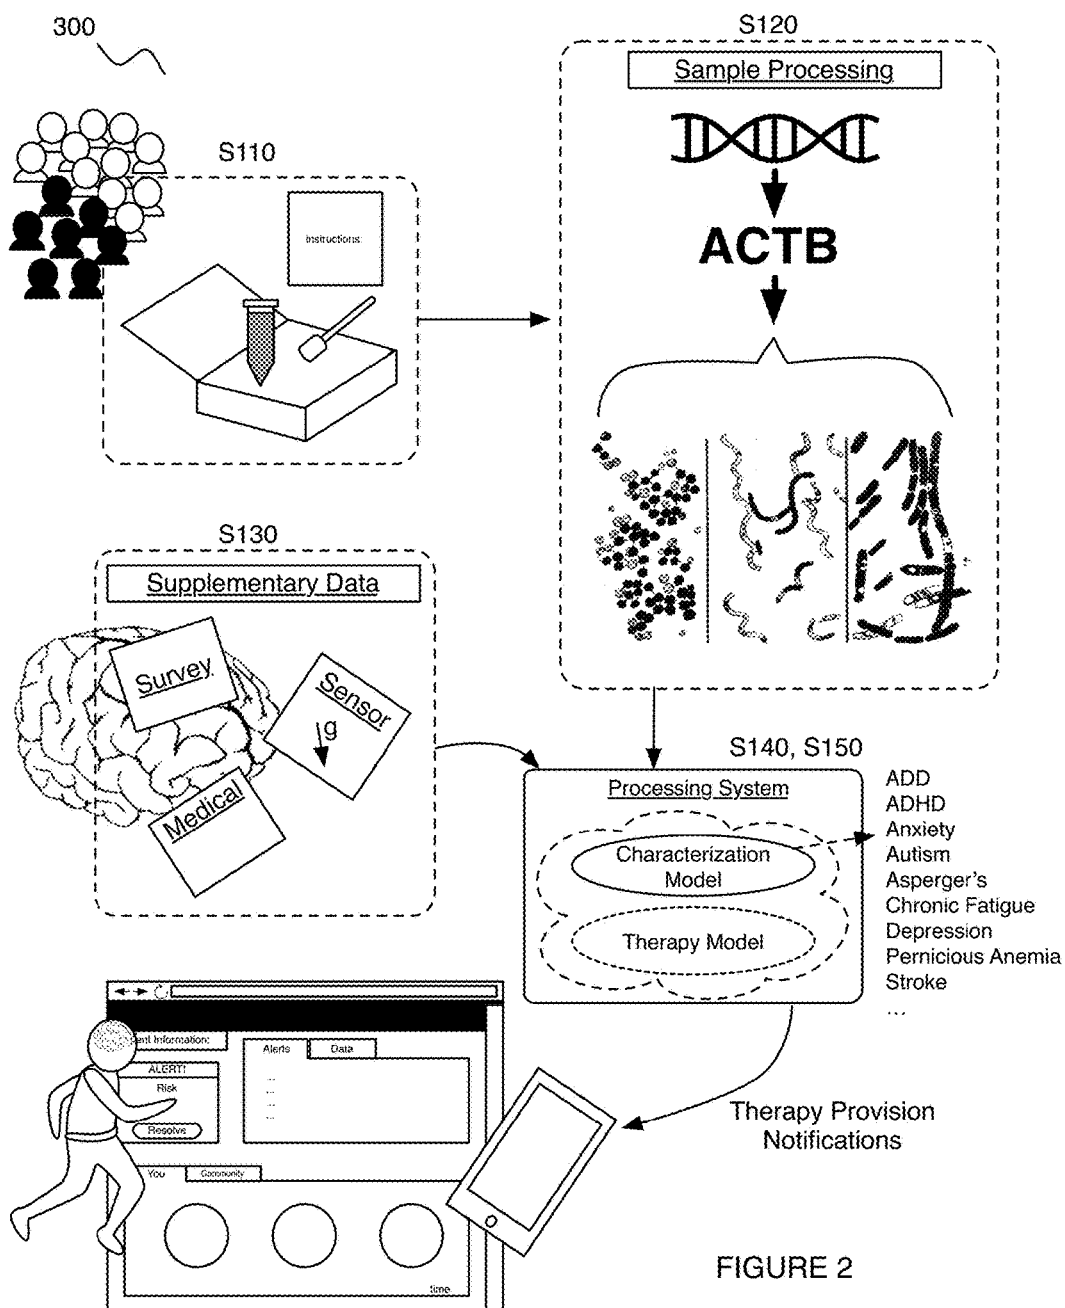 300
S110
Instructions:
S120
Sample Processing
ACTB
S130
Supplementary Data
Survey
Sensor
g
Medical
S140, S150
Processing System
Characterization
Model
Therapy Model
ADD
ADHD
Anxiety
Autism
Asperger's
Chronic Fatigue
Depression
Pernicious Anemia
Stroke
...
ent Information:
ALERT!
Risk
Resolve
Alerts
Data
...
...
...
...
You
Community
time
Therapy Provision
Notifications
FIGURE 2